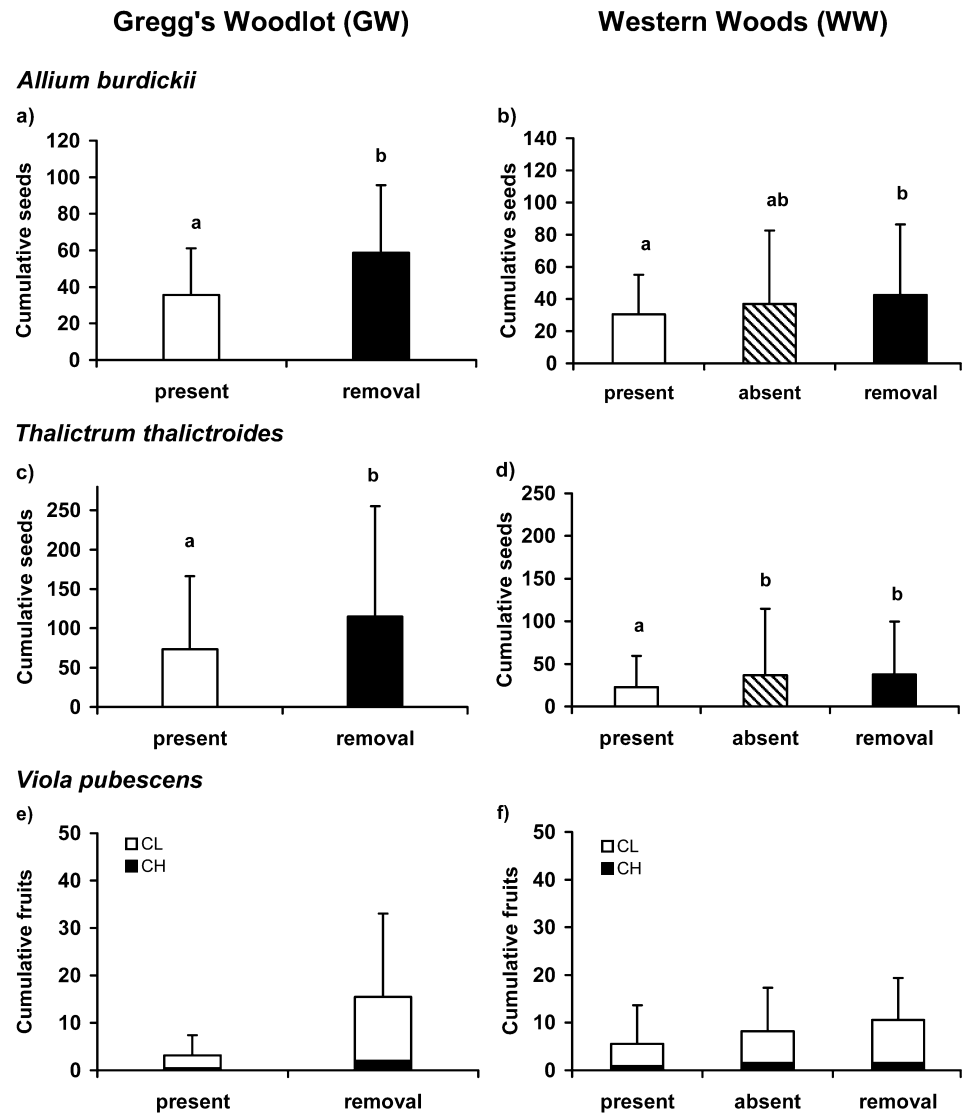 Gregg's Woodlot (GW)
Western Woods (WW)
Allium burdickii
a)
Cumulative seeds
120
100
80
60
40
20
0
a
b
present removal
b)
Cumulative seeds
140
120
100
80
60
40
20
0
a
ab
b
present absent removal
Thalictrum thalictroides
c)
Cumulative seeds
250
200
150
100
50
0
a
b
present removal
d)
Cumulative seeds
250
200
150
100
50
0
a
b
b
present absent removal
Viola pubescens
e)
Cumulative fruits
50
40
30
20
10
0
CL
CH
present removal
f)
Cumulative fruits
50
40
30
20
10
0
CL
CH
present absent removal